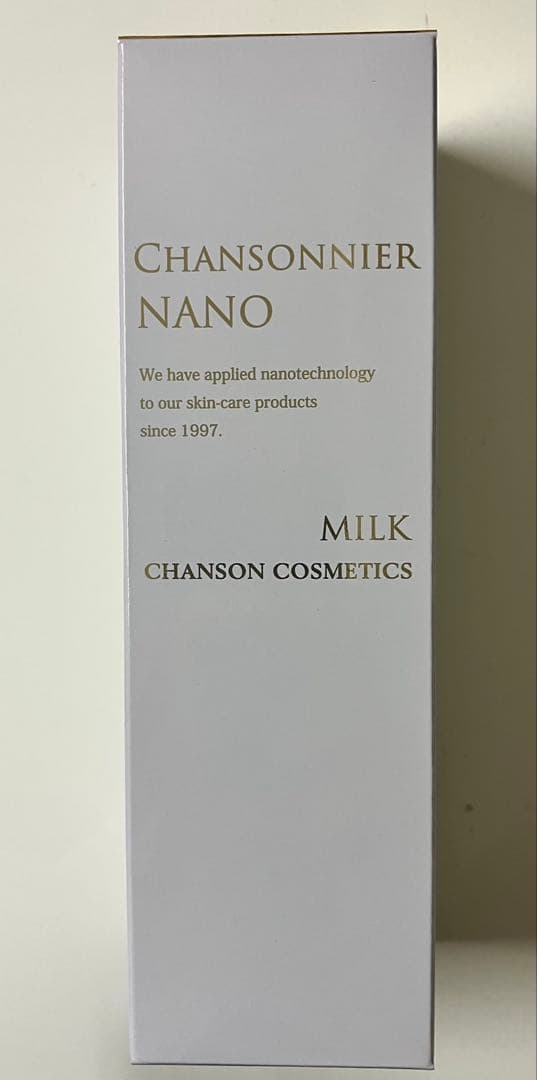 CHANSONNIER
NANO
We have applied nanotechnology
to our skin-care products
since 1997.
MILK
CHANSON COSMETICS